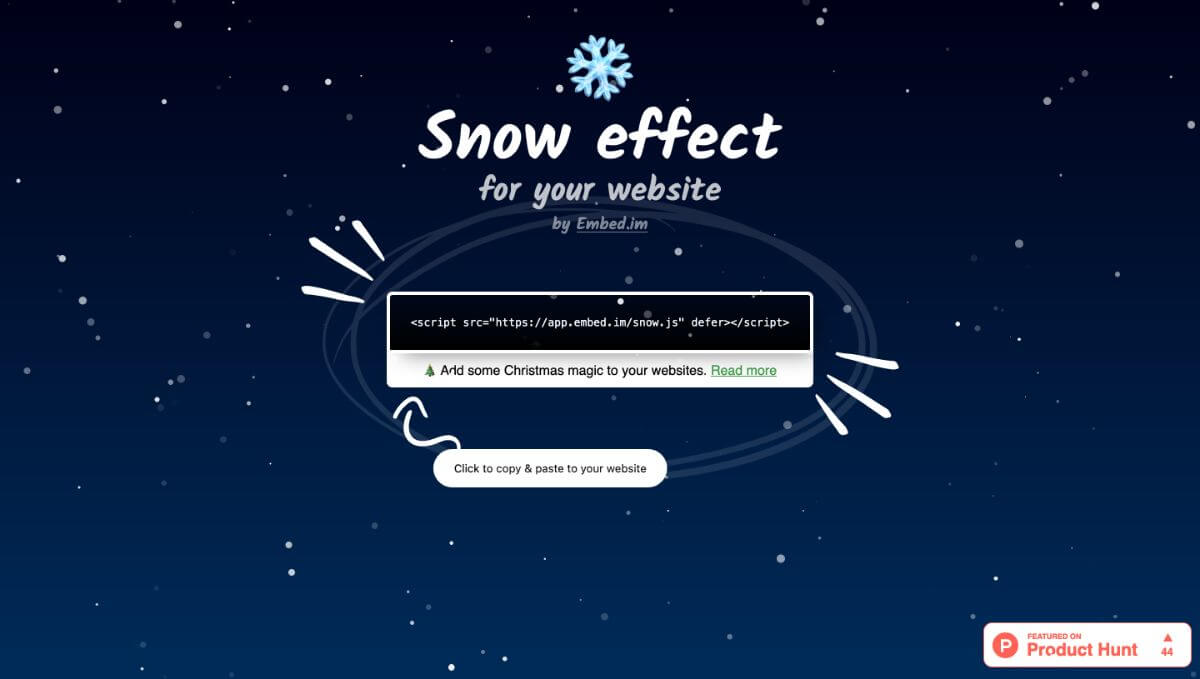 Snow effect
for your website
by Embed.im
<script src="https://app.embed.im/snow.js" defer></script>
🎄 Add some Christmas magic to your websites. Read more
Click to copy & paste to your website
FEATURED ON
Product Hunt
▲
44